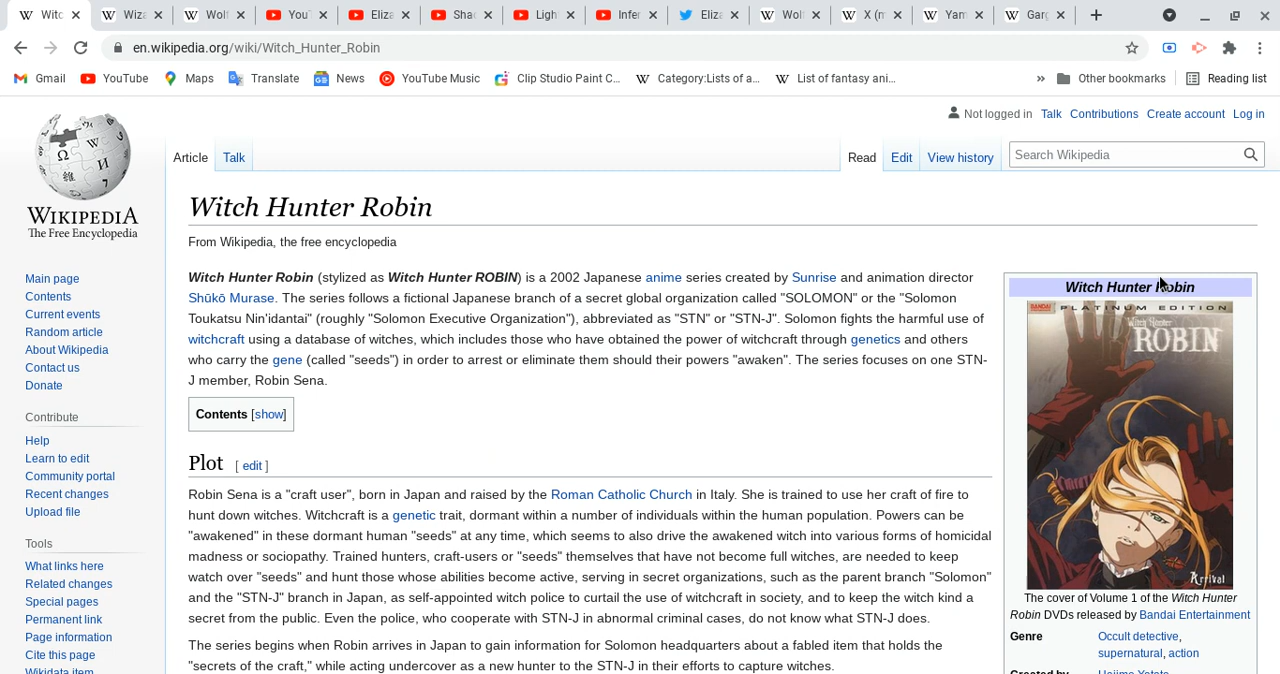 Witc
Wiza
Wolf
YouT
Eliza
Shad
Ligh
Infer
Eliza
Wolf
X (m
Yam
Garg
en.wikipedia.org/wiki/Witch_Hunter_Robin
Gmail
YouTube
Maps
Translate
News
YouTube Music
Clip Studio Paint C...
Category:Lists of a...
List of fantasy ani...
»
Other bookmarks
Reading list
Not logged in Talk Contributions Create account Log in
WIKIPEDIA
The Free Encyclopedia
Article Talk
Read Edit View history
Search Wikipedia
Main page
Contents
Current events
Random article
About Wikipedia
Contact us
Donate
Contribute
Help
Learn to edit
Community portal
Recent changes
Upload file
Tools
What links here
Related changes
Special pages
Permanent link
Page information
Cite this page
Wikidata item
Witch Hunter Robin
From Wikipedia, the free encyclopedia
Witch Hunter Robin (stylized as Witch Hunter ROBIN) is a 2002 Japanese anime series created by Sunrise and animation director
Shūkō Murase. The series follows a fictional Japanese branch of a secret global organization called "SOLOMON" or the "Solomon
Toukatsu Nin'idantai" (roughly "Solomon Executive Organization"), abbreviated as "STN" or "STN-J". Solomon fights the harmful use of
witchcraft using a database of witches, which includes those who have obtained the power of witchcraft through genetics and others
who carry the gene (called "seeds") in order to arrest or eliminate them should their powers "awaken". The series focuses on one STN-
J member, Robin Sena.
Contents [show]
Plot [ edit ]
Robin Sena is a "craft user", born in Japan and raised by the Roman Catholic Church in Italy. She is trained to use her craft of fire to
hunt down witches. Witchcraft is a genetic trait, dormant within a number of individuals within the human population. Powers can be
"awakened" in these dormant human "seeds" at any time, which seems to also drive the awakened witch into various forms of homicidal
madness or sociopathy. Trained hunters, craft-users or "seeds" themselves that have not become full witches, are needed to keep
watch over "seeds" and hunt those whose abilities become active, serving in secret organizations, such as the parent branch "Solomon"
and the "STN-J" branch in Japan, as self-appointed witch police to curtail the use of witchcraft in society, and to keep the witch kind a
secret from the public. Even the police, who cooperate with STN-J in abnormal criminal cases, do not know what STN-J does.
The series begins when Robin arrives in Japan to gain information for Solomon headquarters about a fabled item that holds the
"secrets of the craft," while acting undercover as a new hunter to the STN-J in their efforts to capture witches.
Witch Hunter Robin
BANDAI
PLATINUM EDITION
Witch Hunter
ROBIN
Arrival
The cover of Volume 1 of the Witch Hunter
Robin DVDs released by Bandai Entertainment
Genre Occult detective,
supernatural, action
Created by Hajime Yatate